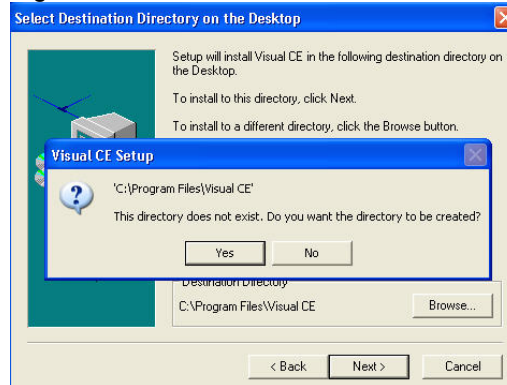 Select Destination Directory on the Desktop
Setup will install Visual CE in the following destination directory on
the Desktop.
To install to this directory, click Next.
To install to a different directory, click the Browse button.
Visual CE Setup
'C:\Program Files\Visual CE'
This directory does not exist. Do you want the directory to be created?
Yes No
Destination Directory
C:\Program Files\Visual CE Browse...
< Back Next > Cancel